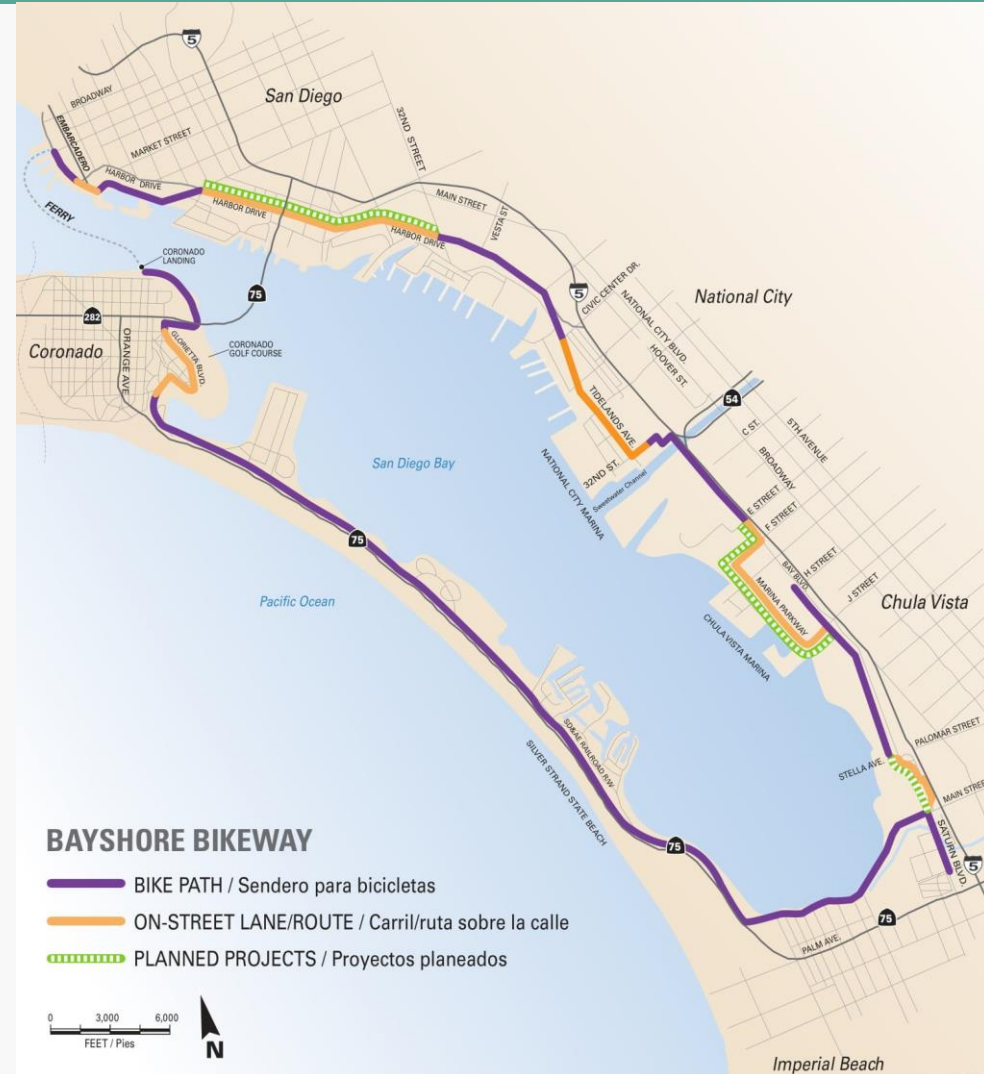 5
San Diego
BROADWAY
EMBARCADERO
MARKET STREET
32ND STREET
HARBOR DRIVE
HARBOR DRIVE
HARBOR DRIVE
MAIN STREET
VESTA ST.
FERRY
CORONADO
LANDING
75
5
CIVIC CENTER DR.
NATIONAL CITY BLVD.
HOOVER ST.
National City
282
Coronado
ORANGE AVE.
GLORIETTA BLVD.
CORONADO
GOLF COURSE
TIDELANDS AVE.
54
C ST.
5TH AVENUE
BROADWAY
San Diego Bay
32ND ST.
Sweetwater Channel
NATIONAL CITY MARINA
E STREET
F STREET
75
BAY BLVD.
H STREET
J STREET
MARINA PARKWAY
Chula Vista
CHULA VISTA MARINA
Pacific Ocean
SD&AE RAILROAD R/W
SILVER STRAND STATE BEACH
PALOMAR STREET
STELLA AVE.
MAIN STREET
SATURN BLVD.
5
75
75
PALM AVE.
BAYSHORE BIKEWAY
BIKE PATH / Sendero para bicicletas
ON-STREET LANE/ROUTE / Carril/ruta sobre la calle
PLANNED PROJECTS / Proyectos planeados
0 3,000 6,000
FEET / Pies
N
Imperial Beach